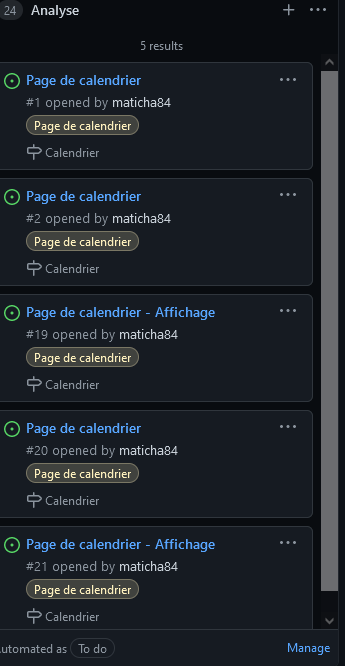 24 Analyse
5 results
Page de calendrier
#1 opened by maticha84
Page de calendrier
Calendrier
Page de calendrier
#2 opened by maticha84
Page de calendrier
Calendrier
Page de calendrier - Affichage
#19 opened by maticha84
Page de calendrier
Calendrier
Page de calendrier
#20 opened by maticha84
Page de calendrier
Calendrier
Page de calendrier - Affichage
#21 opened by maticha84
Page de calendrier
Calendrier
utomated as To do Manage